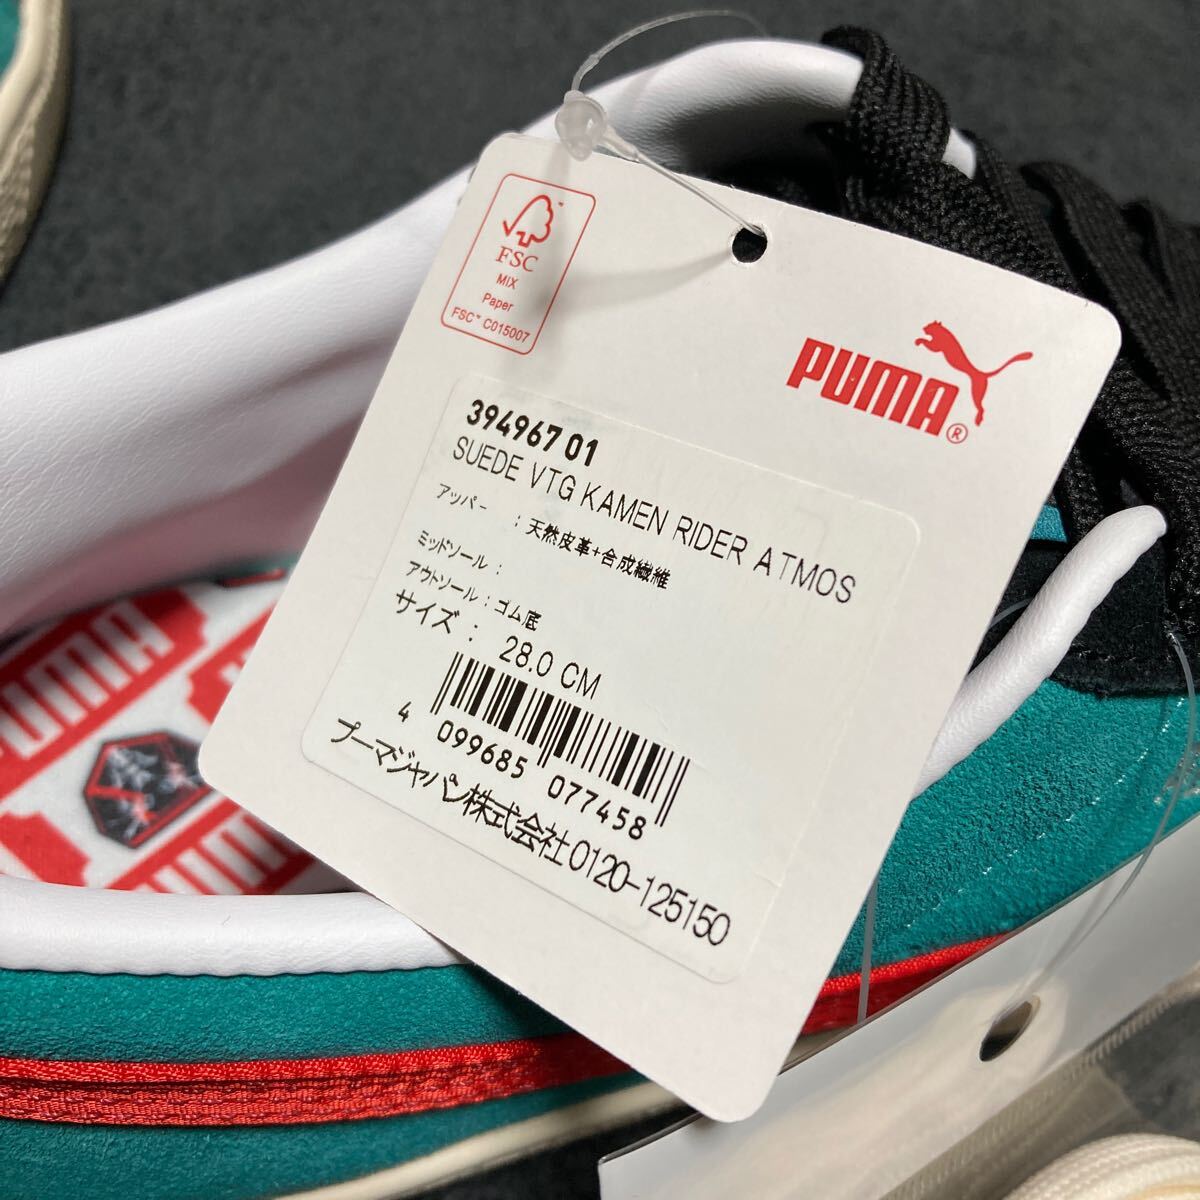 FSC
MIX
Paper
FSC™ C015007
PUMA®
394967 01
SUEDE VTG KAMEN RIDER ATMOS
アッパー : 天然皮革+合成繊維
ミッドソール :
アウトソール : ゴム底
サイズ : 28.0 CM
4 099685 077458
プーマジャパン株式会社0120-125150
PUMA